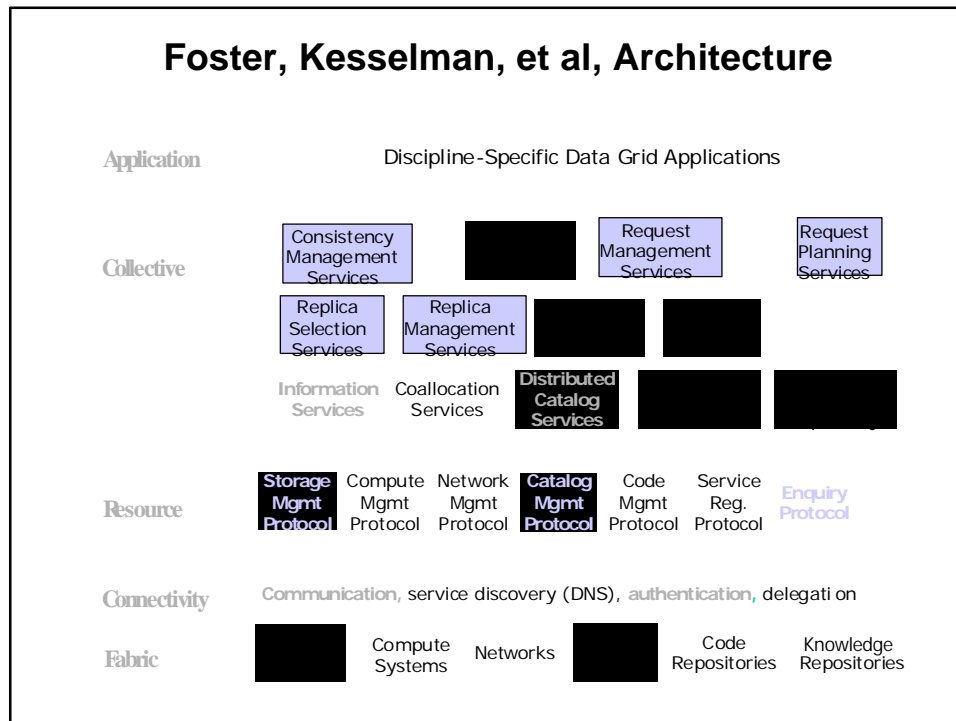 Foster, Kesselman, et al, Architecture
Application
Discipline-Specific Data Grid Applications
Collective
Consistency
Management
Services
Request
Management
Services
Request
Planning
Services
Replica
Selection
Services
Replica
Management
Services
Information
Services
Coallocation
Services
Distributed
Catalog
Services
Resource
Storage
Mgmt
Protocol
Compute
Mgmt
Protocol
Network
Mgmt
Protocol
Catalog
Mgmt
Protocol
Code
Mgmt
Protocol
Service
Reg.
Protocol
Enquiry
Protocol
Connectivity
Communication, service discovery (DNS), authentication, delegation
Fabric
Compute
Systems
Networks
Code
Repositories
Knowledge
Repositories